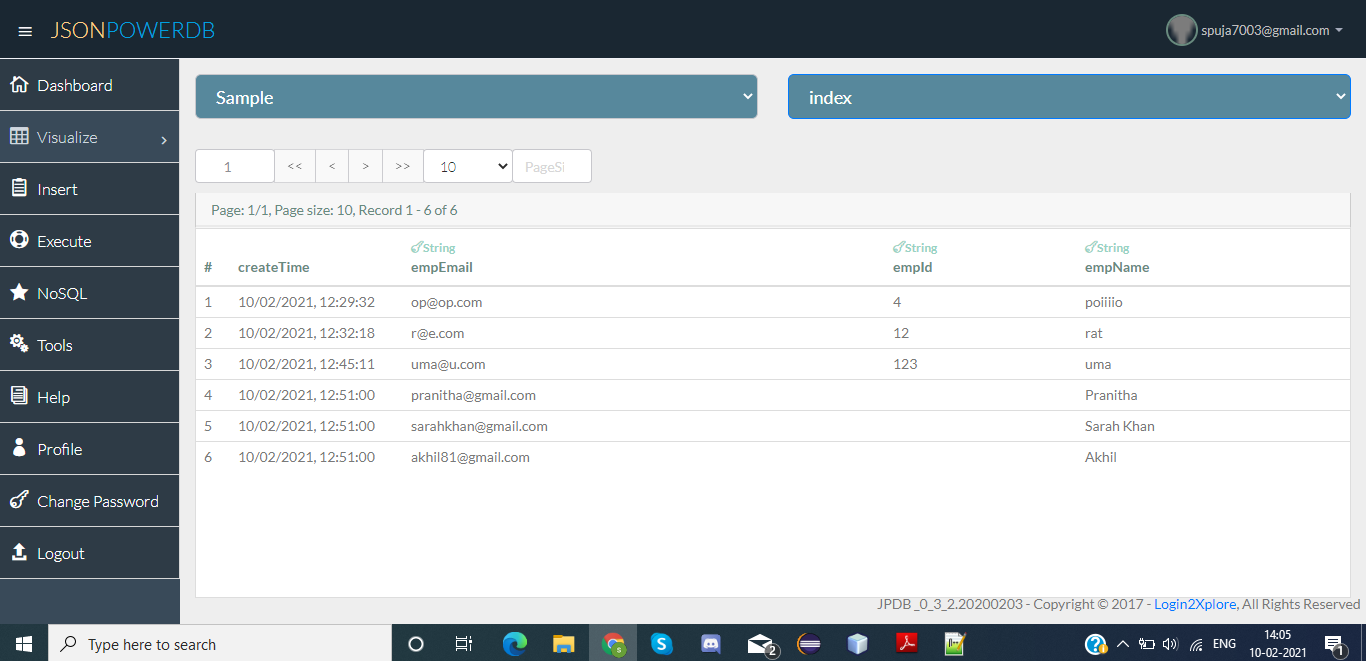 JSONPOWERDB
spuja7003@gmail.com
Dashboard
Visualize
Insert
Execute
NoSQL
Tools
Help
Profile
Change Password
Logout
Sample
index
1 << < > >> 10 PageSi
Page: 1/1, Page size: 10, Record 1 - 6 of 6
String String String
# createTime empEmail empId empName
1 10/02/2021, 12:29:32 op@op.com 4 poiiiio
2 10/02/2021, 12:32:18 r@e.com 12 rat
3 10/02/2021, 12:45:11 uma@u.com 123 uma
4 10/02/2021, 12:51:00 pranitha@gmail.com Pranitha
5 10/02/2021, 12:51:00 sarahkhan@gmail.com Sarah Khan
6 10/02/2021, 12:51:00 akhil81@gmail.com Akhil
JPDB _0_3_2.20200203 - Copyright © 2017 - Login2Xplore, All Rights Reserved
Type here to search
2
ENG
14:05
10-02-2021
1